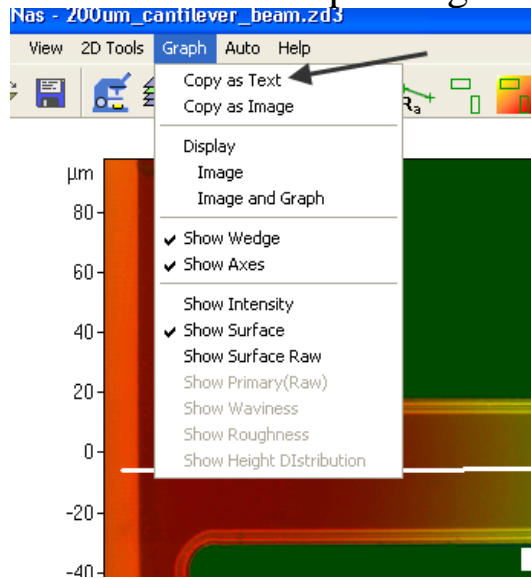 Nas - 200um_cantilever_beam.zd3
View 2D Tools Graph Auto Help
Copy as Text
Copy as Image
Ra
Display
Image
Image and Graph
Show Wedge
Show Axes
Show Intensity
Show Surface
Show Surface Raw
Show Primary(Raw)
Show Waviness
Show Roughness
Show Height DIstribution
µm
80
60
40
20
0
-20
-40